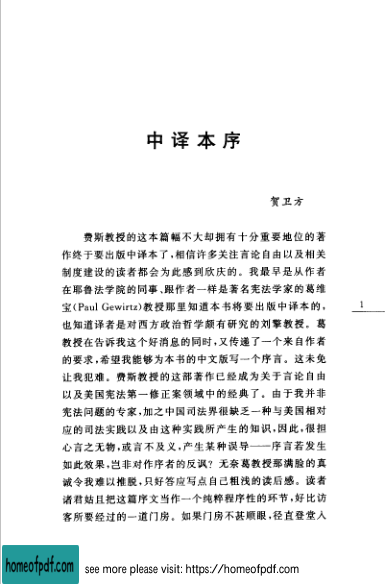 中译本序
贺卫方
费斯教授的这本篇幅不大却拥有十分重要地位的著
作终于要出版中译本了,相信许多关注言论自由以及相关
制度建设的读者都会为此感到欣庆的。我最早是从作者
在耶鲁法学院的同事、跟作者一样是著名宪法学家的葛维
宝(Paul Gewirtz)教授那里知道本书将要出版中译本的,
也知道译者是对西方政治哲学颇有研究的刘擎教授。葛
教授在告诉我这个好消息的同时,又传递了一个来自作者
的要求,希望我能够为本书的中文版写一个序言。这未免
让我犯难。费斯教授的这部著作已经成为关于言论自由
以及美国宪法第一修正案领域中的经典了。由于我并非
宪法问题的专家,加之中国司法界很缺乏一种与美国相对
应的司法实践以及由这种实践所产生的知识,因此,很担
心言之无物,或言不及义,产生某种误导——序言若发生
如此效果,岂非对作序者的反讽?无奈葛教授那满脸的真
诚令我难以推脱,只好答应写点自己粗浅的读后感。读者
诸君姑且把这篇序文当作一个纯粹程序性的环节,好比访
客所要经过的一道门房。如果门房不甚顺眼,径直登堂入
1
homeofpdf.com
see more please visit: https://homeofpdf.com